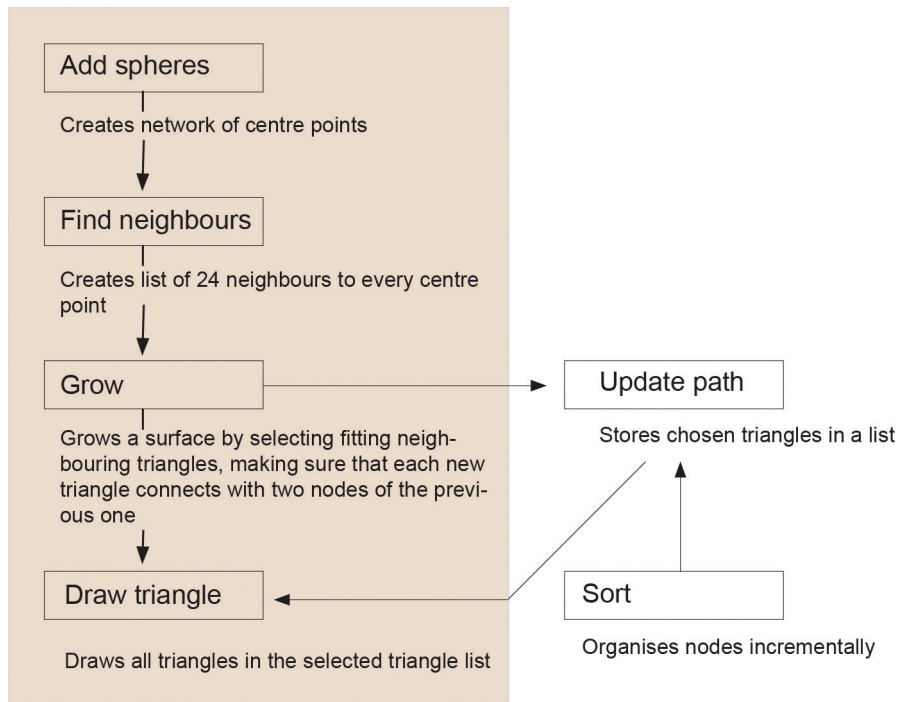 Add spheres
Creates network of centre points
Find neighbours
Creates list of 24 neighbours to every centre
point
Grow
Grows a surface by selecting fitting neigh-
bouring triangles, making sure that each new
triangle connects with two nodes of the previ-
ous one
Draw triangle
Draws all triangles in the selected triangle list
Update path
Stores chosen triangles in a list
Sort
Organises nodes incrementally